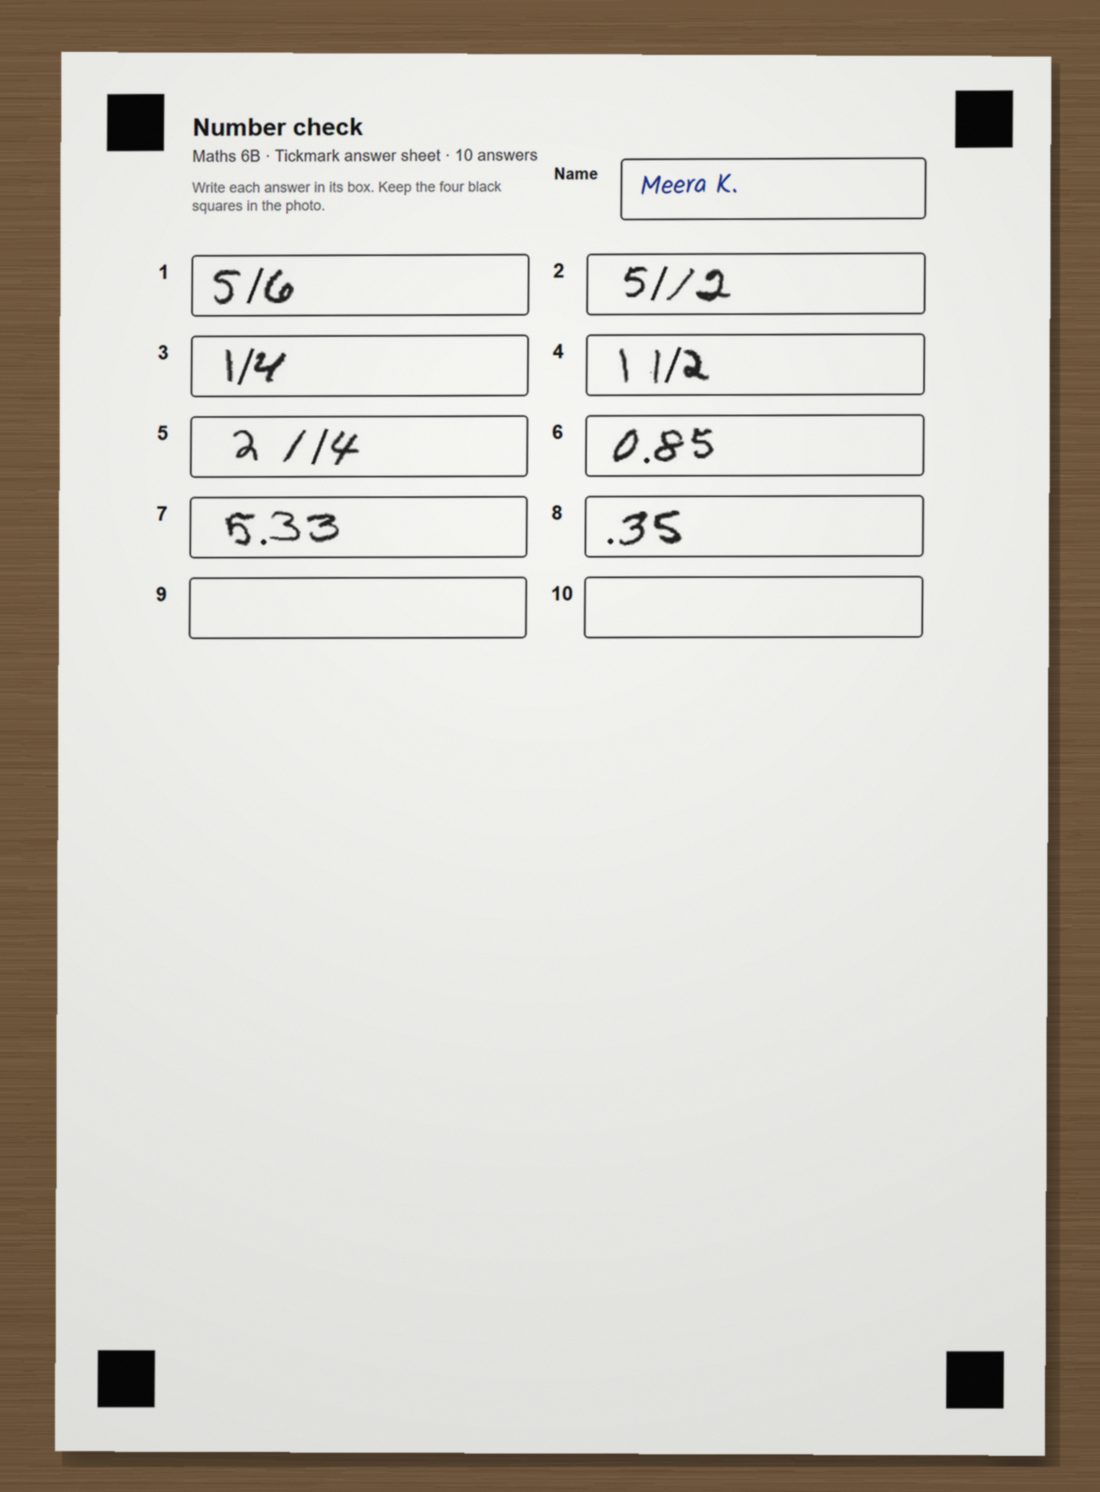 Number check
Maths 6B · Tickmark answer sheet · 10 answers
Write each answer in its box. Keep the four black
squares in the photo.
Name Meera K.
1 5/6
2 5/12
3 1/4
4 1 1/2
5 2 1/4
6 0.85
7 5.33
8 .35
9
10